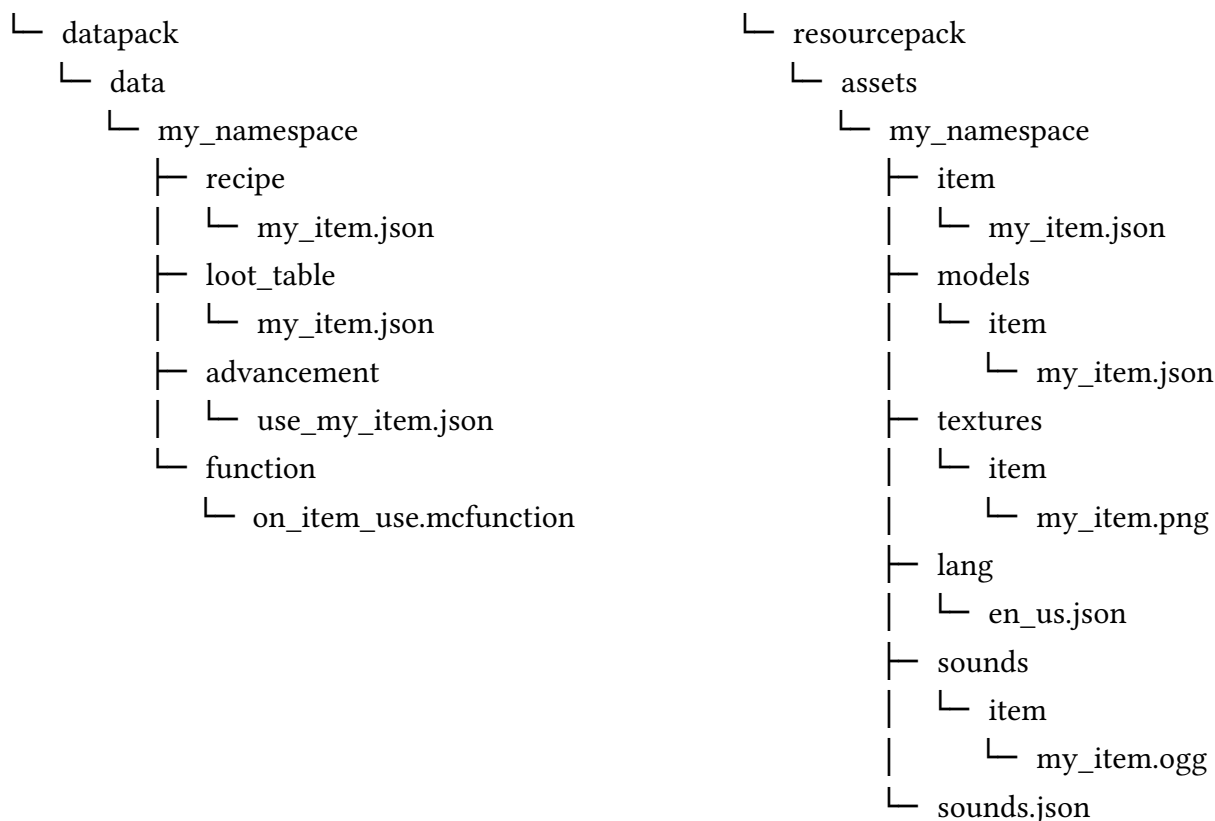 └─ datapack
   └─ data
      └─ my_namespace
         ├─ recipe
         │  └─ my_item.json
         ├─ loot_table
         │  └─ my_item.json
         ├─ advancement
         │  └─ use_my_item.json
         └─ function
            └─ on_item_use.mcfunction
└─ resourcepack
   └─ assets
      └─ my_namespace
         ├─ item
         │  └─ my_item.json
         ├─ models
         │  └─ item
         │     └─ my_item.json
         ├─ textures
         │  └─ item
         │     └─ my_item.png
         ├─ lang
         │  └─ en_us.json
         ├─ sounds
         │  └─ item
         │     └─ my_item.ogg
         └─ sounds.json